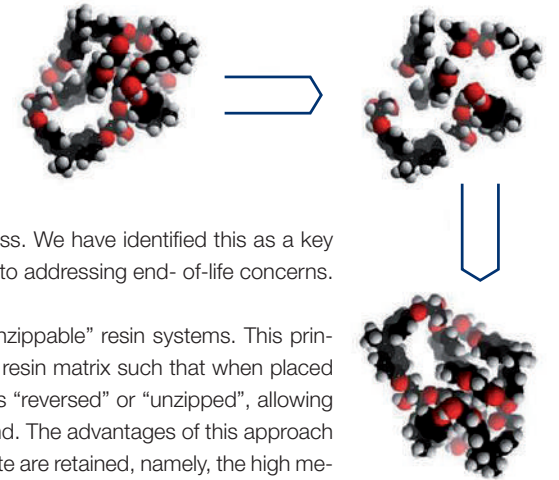 ss. We have identified this as a key
to addressing end- of-life concerns.
nzippable” resin systems. This prin-
resin matrix such that when placed
s “reversed” or “unzipped”, allowing
nd. The advantages of this approach
te are retained, namely, the high me-